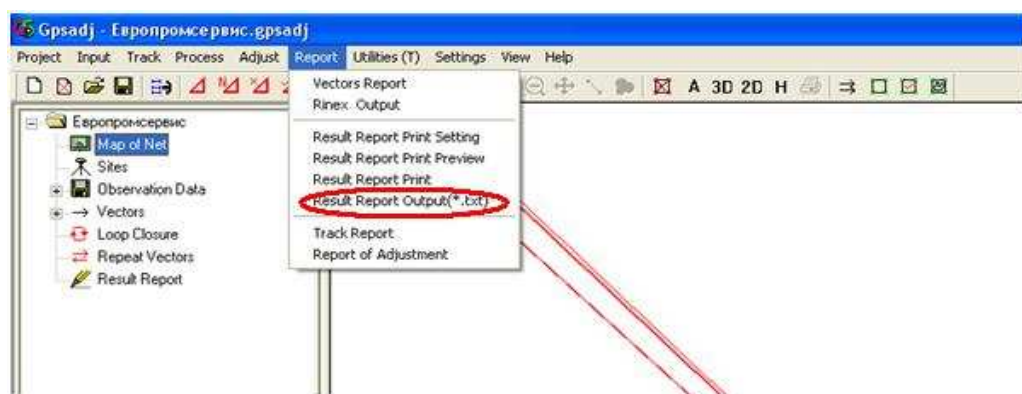 Gpsadj - Европромсервис.gpsadj
Project Input Track Process Adjust Report Utilities (T) Settings View Help
A 3D 2D H
Vectors Report
Rinex Output
Result Report Print Setting
Result Report Print Preview
Result Report Print
Result Report Output(*.txt)
Track Report
Report of Adjustment
Европромсервис
Map of Net
Sites
Observation Data
Vectors
Loop Closure
Repeat Vectors
Result Report